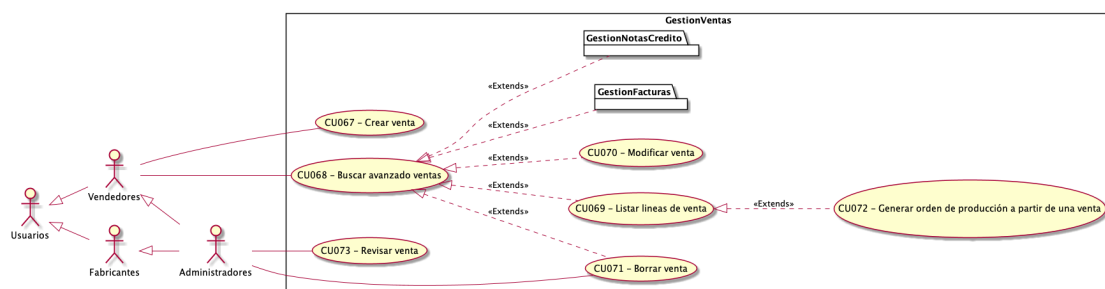 GestionVentas
GestionNotasCredito
«Extends»
GestionFacturas
CU067 – Crear venta
«Extends»
CU070 – Modificar venta
«Extends»
Vendedores
CU068 – Buscar avanzado ventas
«Extends»
CU069 – Listar lineas de venta
«Extends»
CU072 – Generar orden de producción a partir de una venta
«Extends»
Usuarios
CU073 – Revisar venta
Fabricantes
Administradores
CU071 – Borrar venta